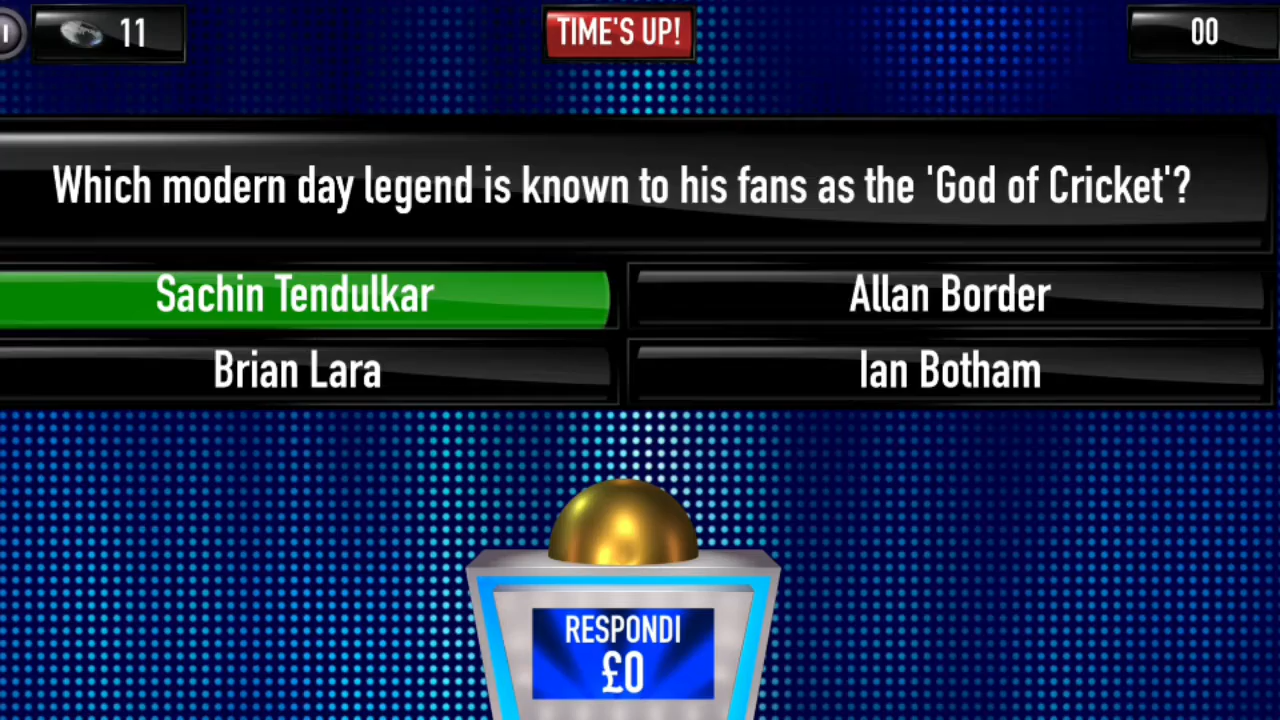 11
TIME'S UP!
00
Which modern day legend is known to his fans as the 'God of Cricket'?
Sachin Tendulkar
Allan Border
Brian Lara
Ian Botham
RESPONDI
£0